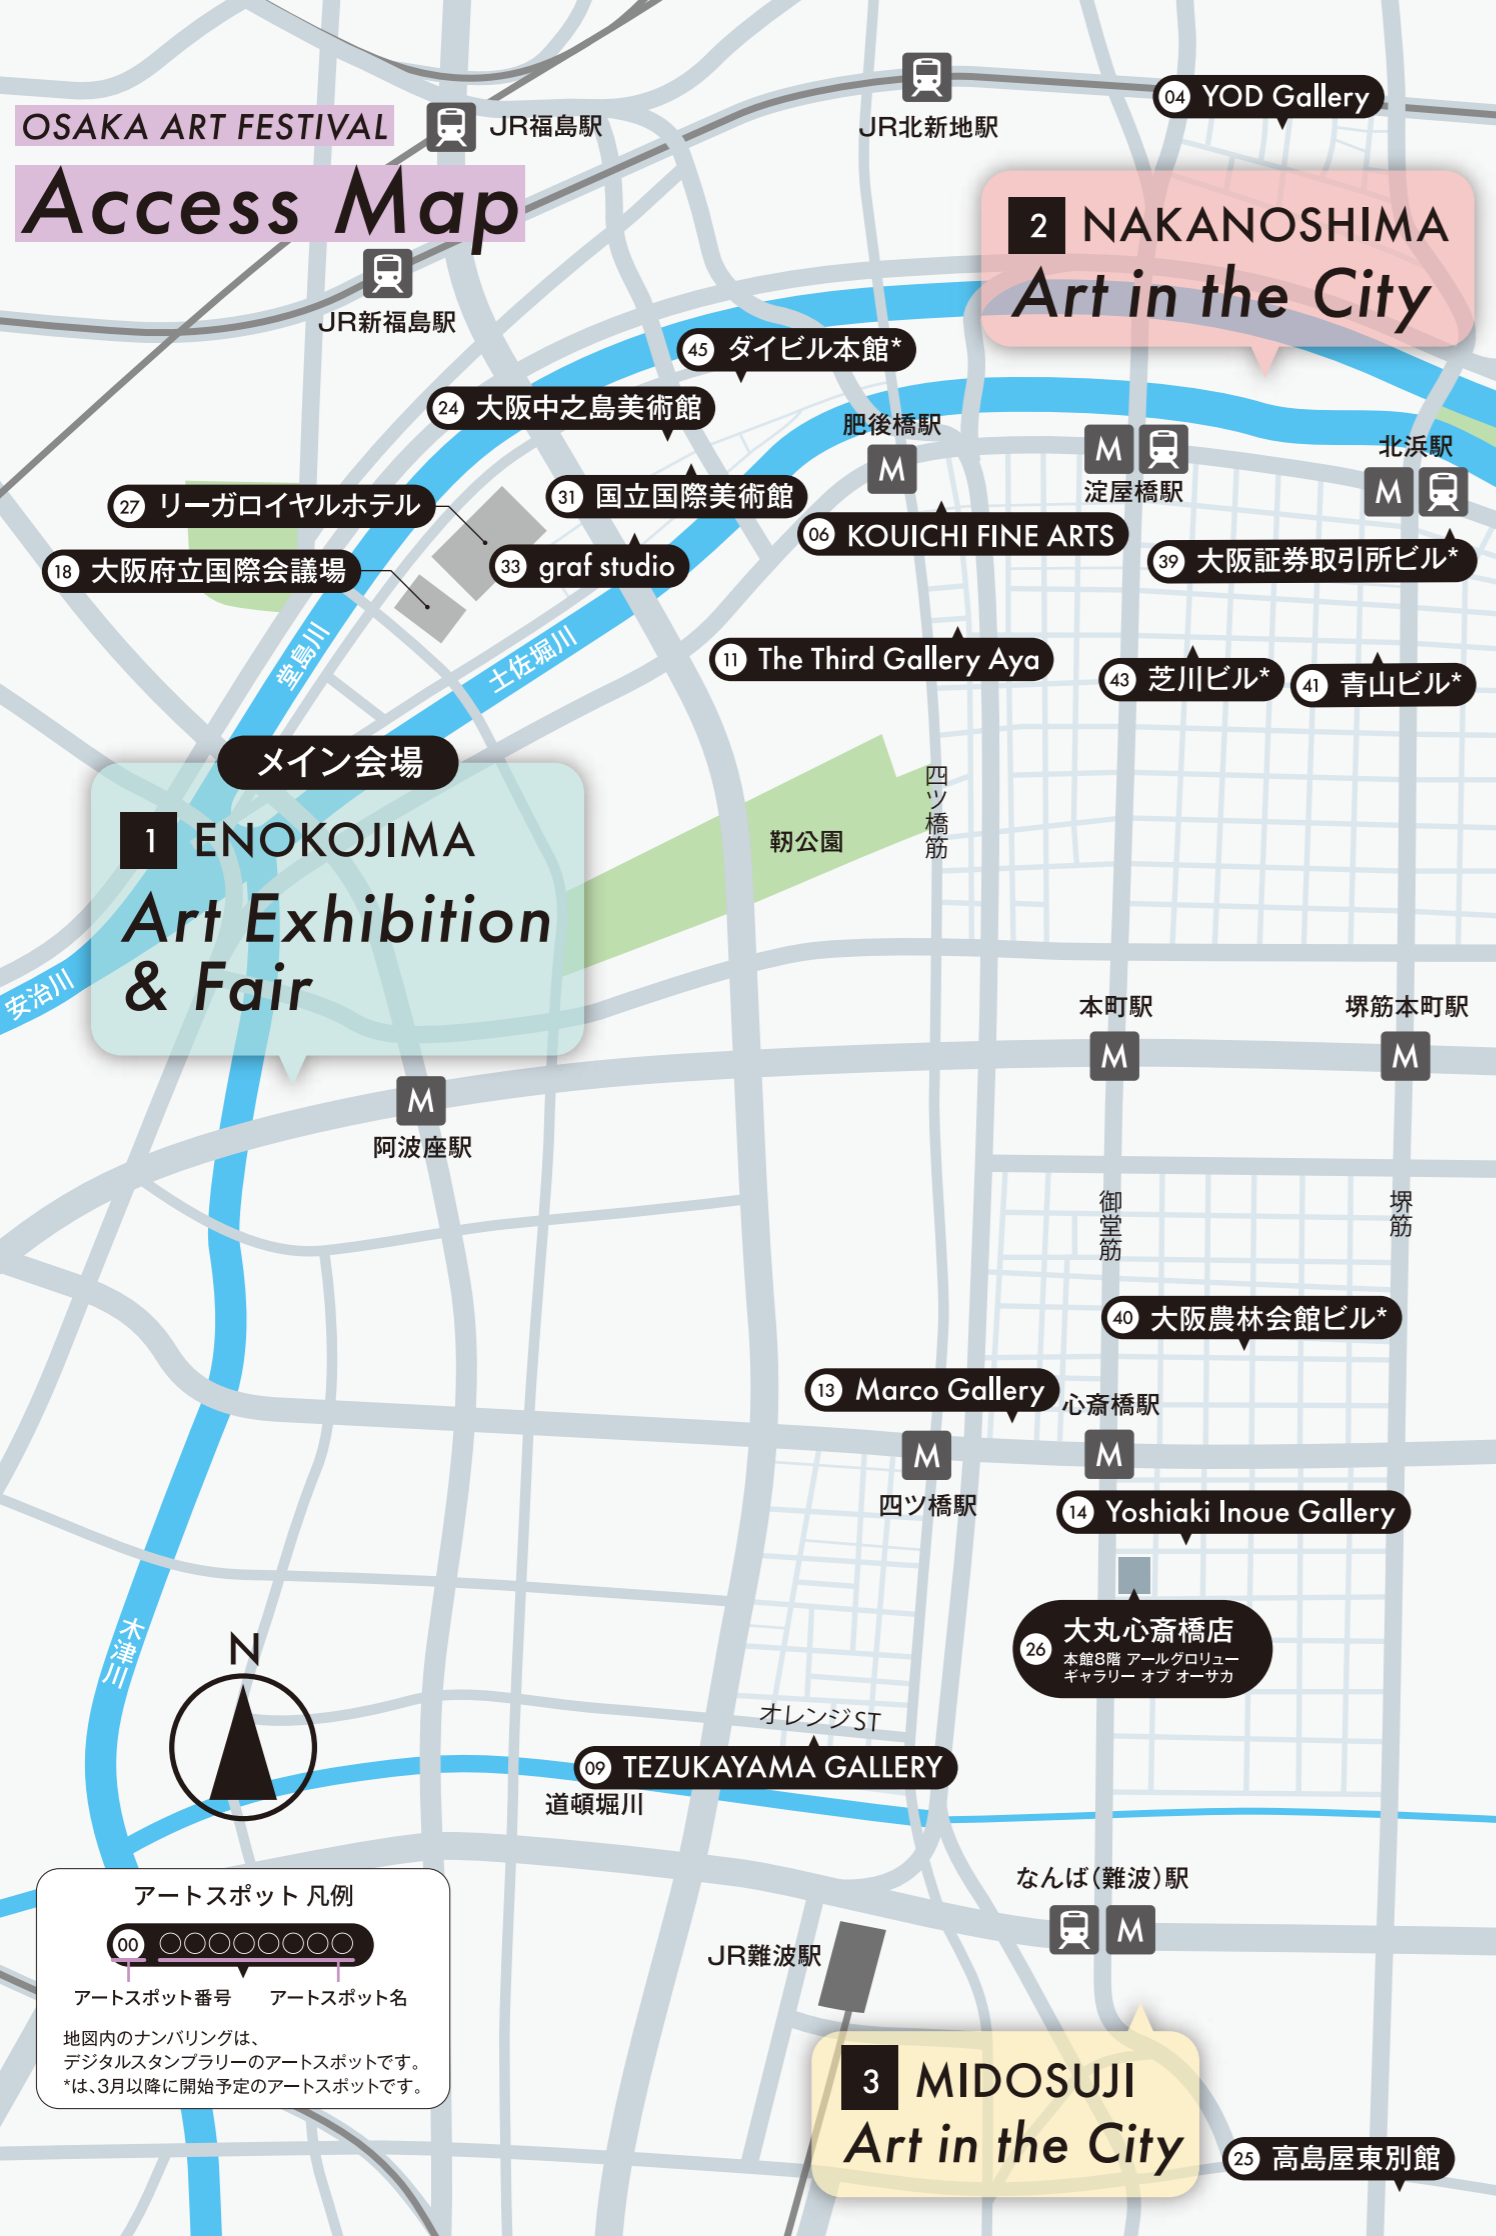 OSAKA ART FESTIVAL
Access Map
JR福島駅
JR北新地駅
04 YOD Gallery
2 NAKANOSHIMA
Art in the City
JR新福島駅
45 ダイビル本館*
24 大阪中之島美術館
肥後橋駅
M
M
淀屋橋駅
北浜駅
M
27 リーガロイヤルホテル
31 国立国際美術館
06 KOUICHI FINE ARTS
18 大阪府立国際会議場
33 graf studio
39 大阪証券取引所ビル*
堂島川
土佐堀川
11 The Third Gallery Aya
43 芝川ビル*
41 青山ビル*
メイン会場
1 ENOKOJIMA
Art Exhibition
& Fair
靭公園
四ツ橋筋
安治川
本町駅
M
堺筋本町駅
M
M
阿波座駅
御堂筋
堺筋
40 大阪農林会館ビル*
13 Marco Gallery
心斎橋駅
M
M
四ツ橋駅
14 Yoshiaki Inoue Gallery
26 大丸心斎橋店
本館8階 アールグロリュー
ギャラリー オブ オーサカ
木津川
N
オレンジST
09 TEZUKAYAMA GALLERY
道頓堀川
なんば(難波)駅
M
JR難波駅
アートスポット 凡例
00 〇〇〇〇〇〇〇〇
アートスポット番号 アートスポット名
地図内のナンバリングは、
デジタルスタンプラリーのアートスポットです。
*は、3月以降に開始予定のアートスポットです。
3 MIDOSUJI
Art in the City
25 高島屋東別館